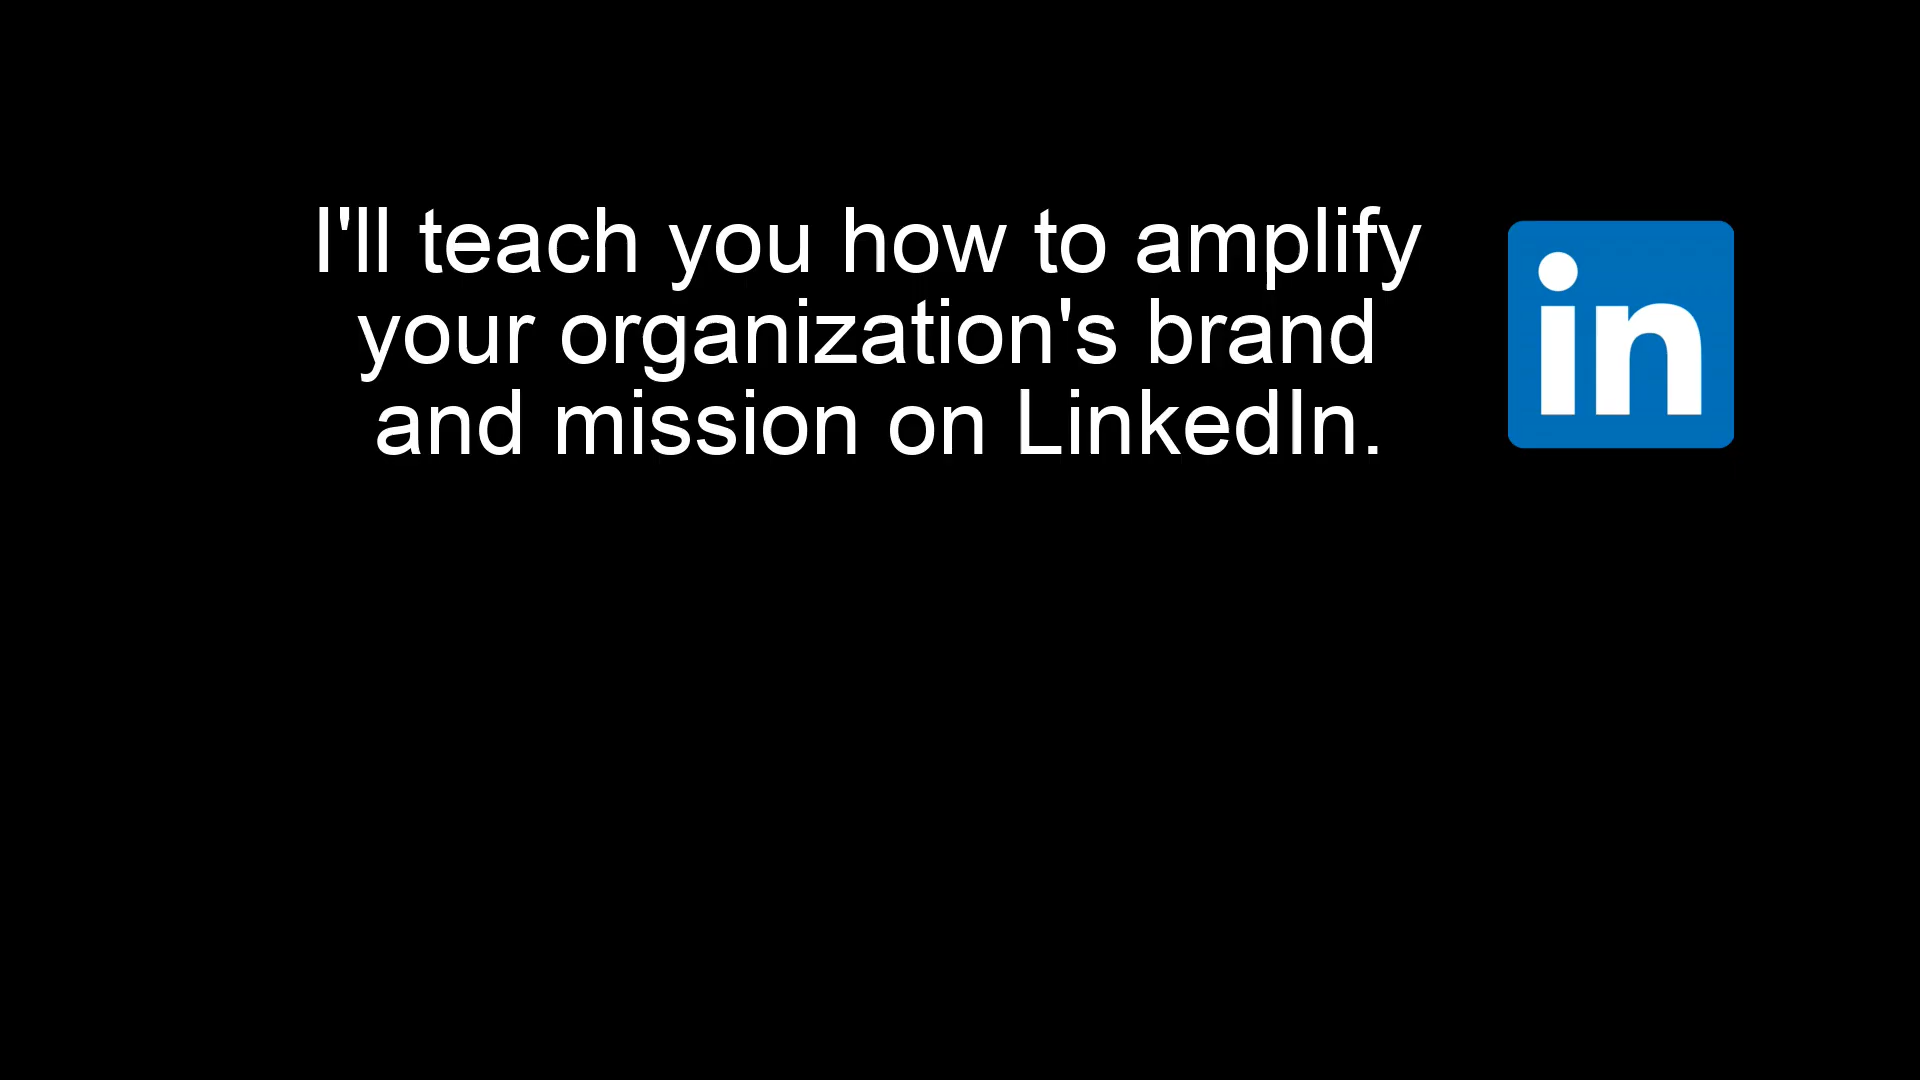 I'll teach you how to amplify
your organization's brand
and mission on LinkedIn.
in